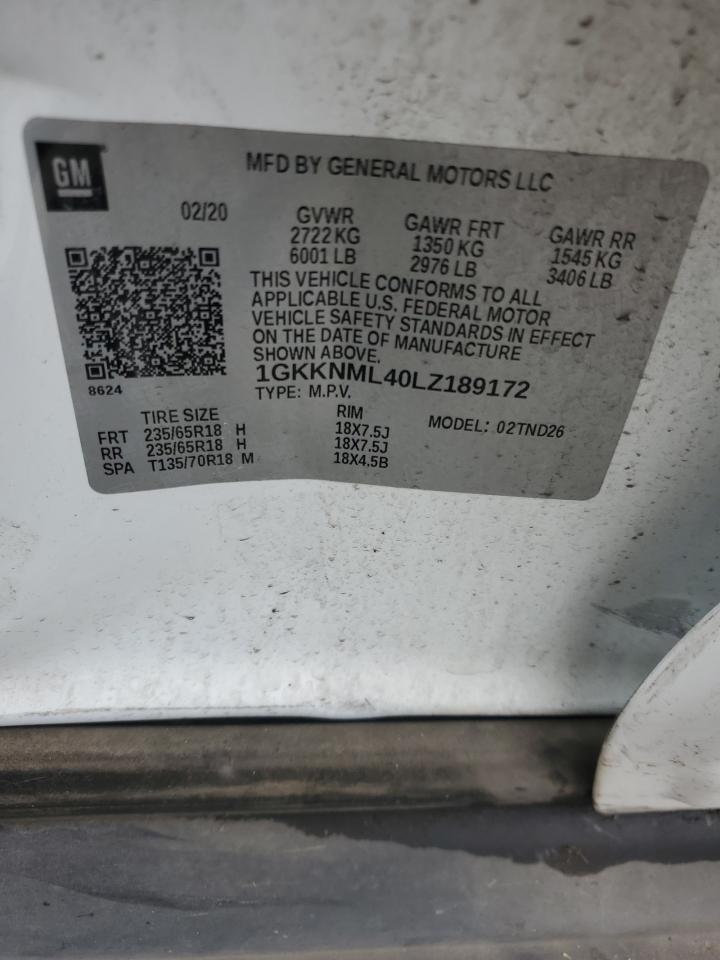 GM
MFD BY GENERAL MOTORS LLC
02/20
GVWR
2722 KG
6001 LB
GAWR FRT
1350 KG
2976 LB
GAWR RR
1545 KG
3406 LB
THIS VEHICLE CONFORMS TO ALL
APPLICABLE U.S. FEDERAL MOTOR
VEHICLE SAFETY STANDARDS IN EFFECT
ON THE DATE OF MANUFACTURE
SHOWN ABOVE.
8624
1GKKNML40LZ189172
TYPE: M.P.V.
MODEL: 02TND26
TIRE SIZE RIM
FRT 235/65R18 H 18X7.5J
RR 235/65R18 H 18X7.5J
SPA T135/70R18 M 18X4.5B